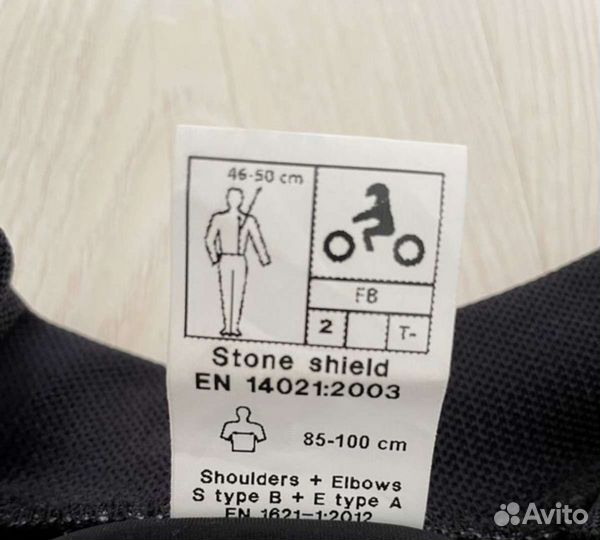 46-50 cm
FB
2
T-
Stone shield
EN 14021:2003
85-100 cm
Shoulders + Elbows
S type B + E type A
EN 1621-1:2012
Avito